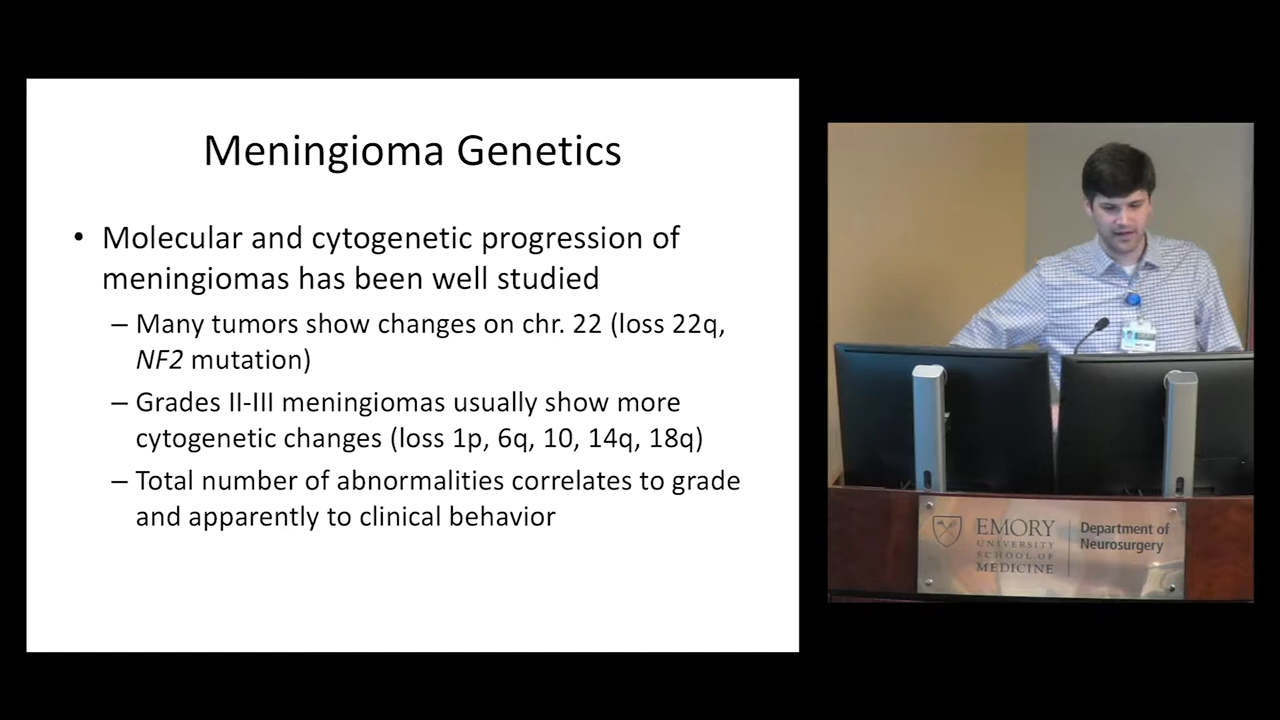 Meningioma Genetics
• Molecular and cytogenetic progression of
meningiomas has been well studied
– Many tumors show changes on chr. 22 (loss 22q,
NF2 mutation)
– Grades II-III meningiomas usually show more
cytogenetic changes (loss 1p, 6q, 10, 14q, 18q)
– Total number of abnormalities correlates to grade
and apparently to clinical behavior
EMORY
UNIVERSITY
SCHOOL OF
MEDICINE
Department of
Neurosurgery